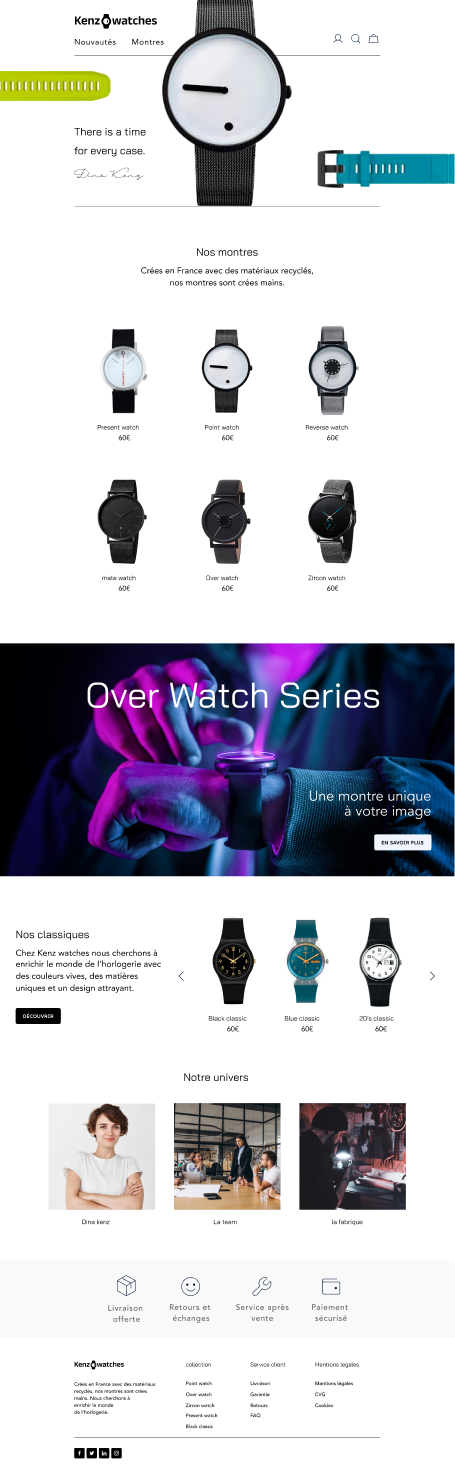 Kenz watches
Nouvautés Montres
There is a time
for every case.
Dina Kenz
Nos montres
Crées en France avec des matériaux recyclés,
nos montres sont crées mains.
Present watch
60€
Point watch
60€
Reverse watch
60€
mate watch
60€
Over watch
60€
Zircon watch
60€
Over Watch Series
Une montre unique
à votre image
EN SAVOIR PLUS
Nos classiques
Chez Kenz watches nous cherchons à
enrichir le monde de l'horlogerie avec
des couleurs vives, des matières
uniques et un design attrayant.
DÉCOUVRIR
Black classic
60€
Blue classic
60€
20's classic
60€
Notre univers
Dina kenz
La team
la fabrique
Livraison
offerte
Retours et
échanges
Service après
vente
Paiement
sécurisé
Kenz watches
Crées en France avec des matériaux
recyclés, nos montres sont crées
mains. Nous cherchons à
enrichir le monde
de l'horlogerie.
collection
Point watch
Over watch
Zircon watch
Present watch
Black classic
Service client
Livraison
Garantie
Retours
FAQ
Mentions legales
Mentions légales
CVG
Cookies